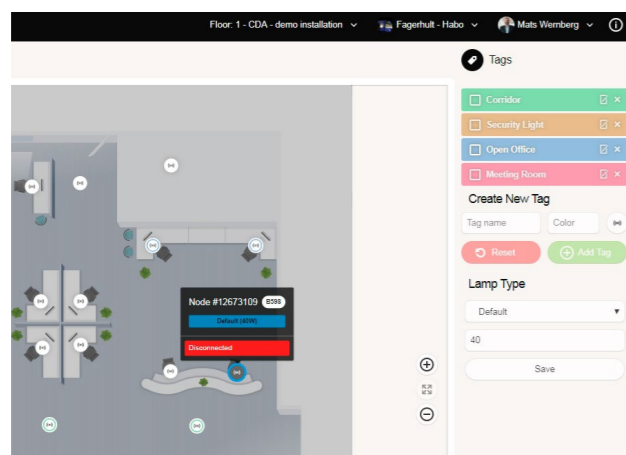 Floor: 1 - CDA - demo installation
Fagerhult - Habo
Mats Wernberg
Tags
Corridor
Security Light
Open Office
Meeting Room
Create New Tag
Tag name
Color
Reset
Add Tag
Lamp Type
Default
40
Save
Node #12673109 B598
Default (40W)
Disconnected